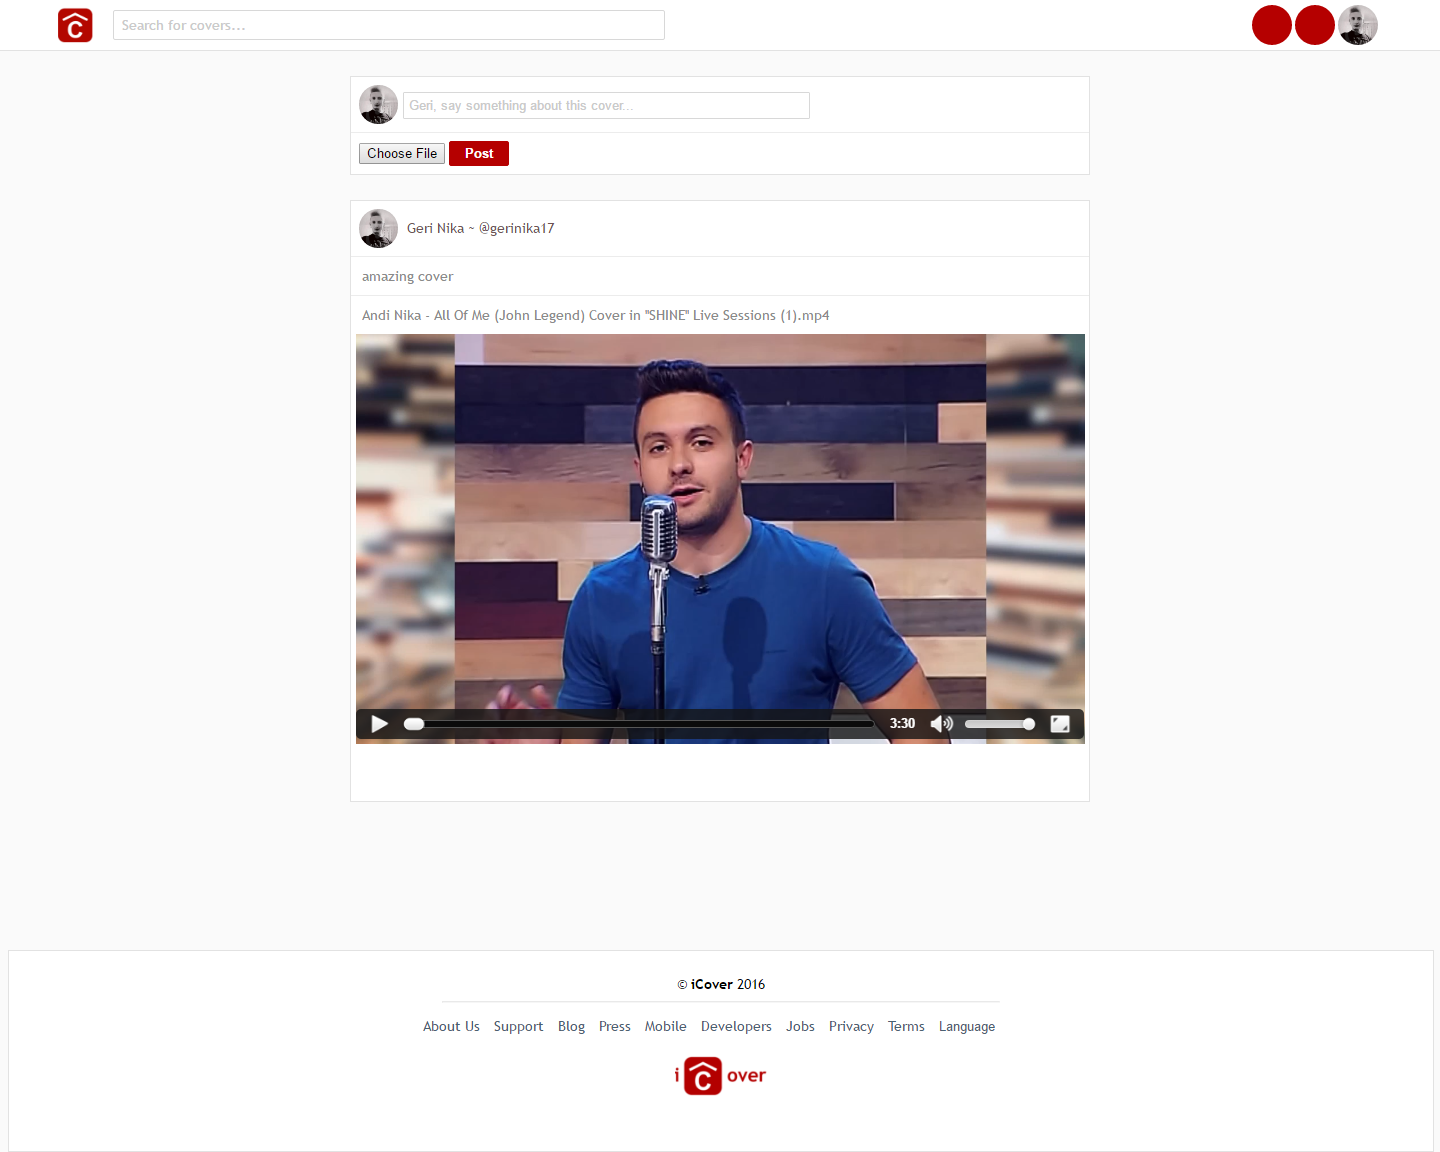 C
Search for covers...
Geri, say something about this cover...
Choose File
Post
Geri Nika ~ @gerinika17
amazing cover
Andi Nika - All Of Me (John Legend) Cover in "SHINE" Live Sessions (1).mp4
3:30
© iCover 2016
About Us Support Blog Press Mobile Developers Jobs Privacy Terms Language
i C over